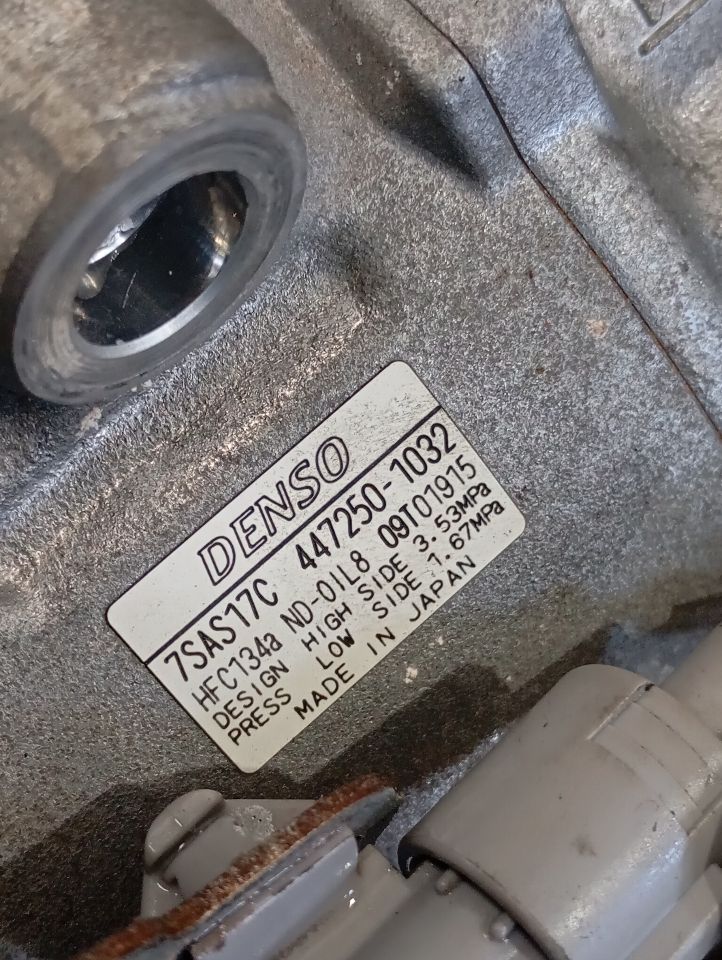 DENSO
7SAS17C 447250-1032
HFC134a ND-OIL8 09T01915
DESIGN HIGH SIDE 3.53MPa
PRESS LOW SIDE 1.67MPa
MADE IN JAPAN